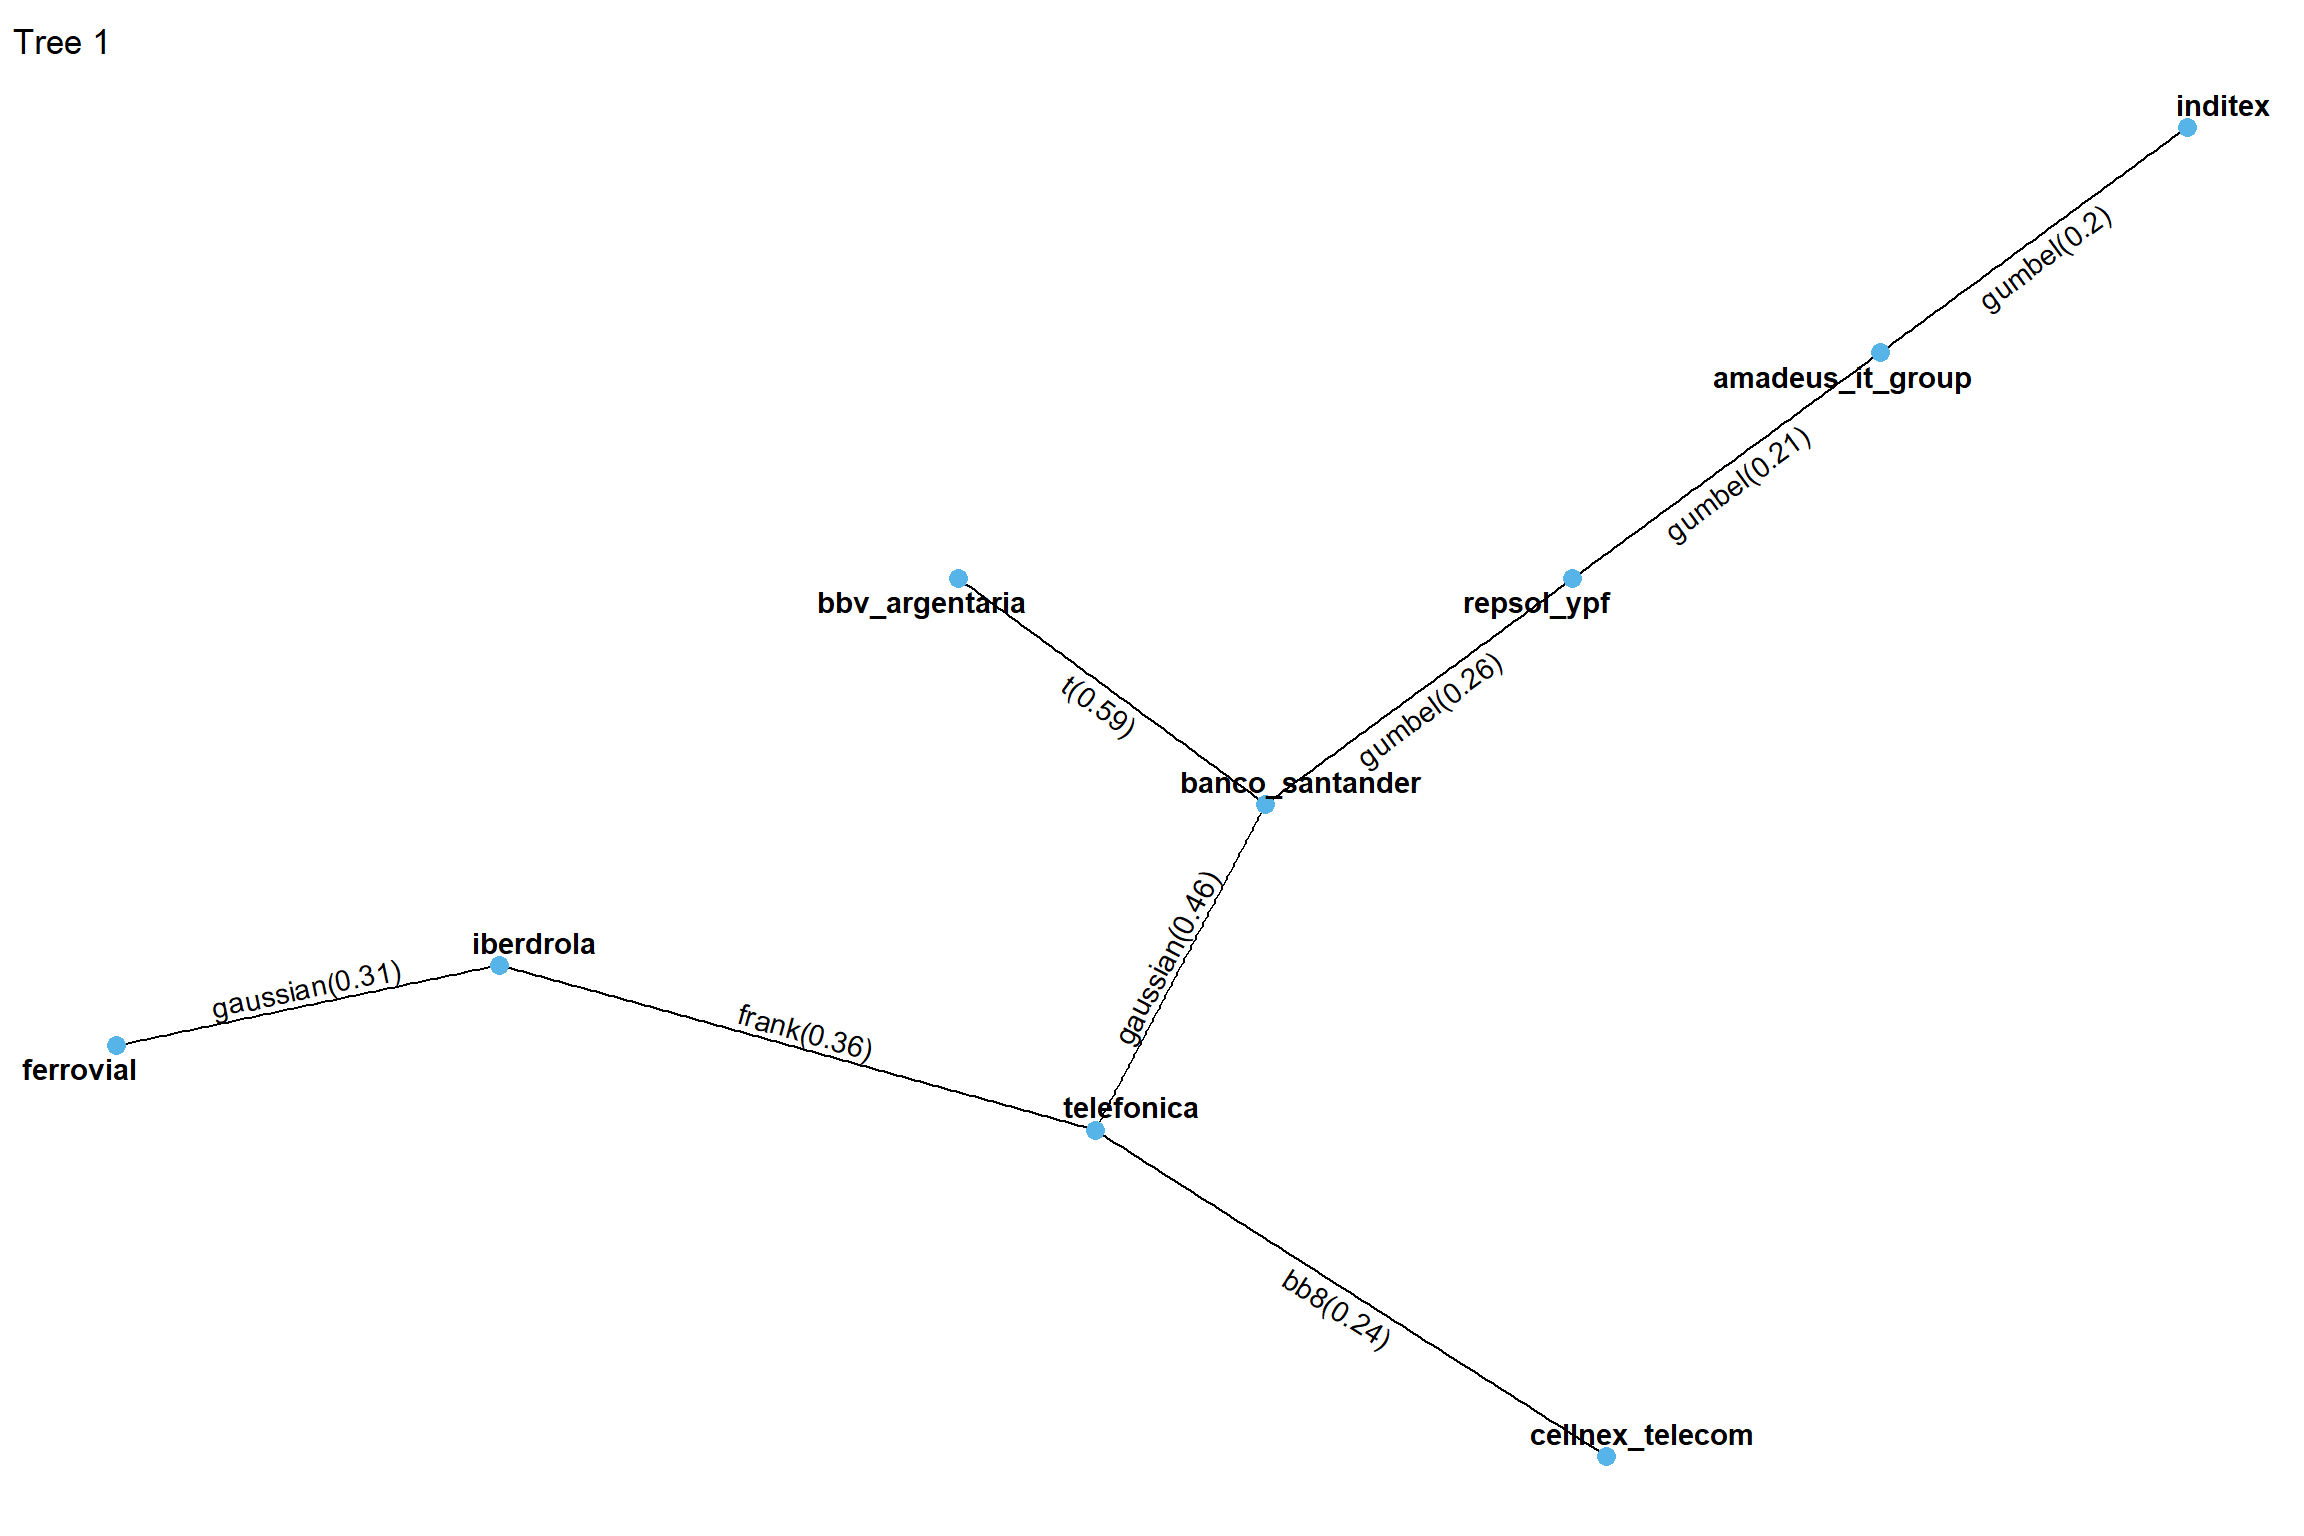 Tree 1
inditex
gumbel(0.2)
amadeus_it_group
gumbel(0.21)
bbv_argentaria
repsol_ypf
t(0.59)
gumbel(0.26)
banco_santander
gaussian(0.46)
iberdrola
gaussian(0.31)
frank(0.36)
ferrovial
telefonica
bb8(0.24)
cellnex_telecom